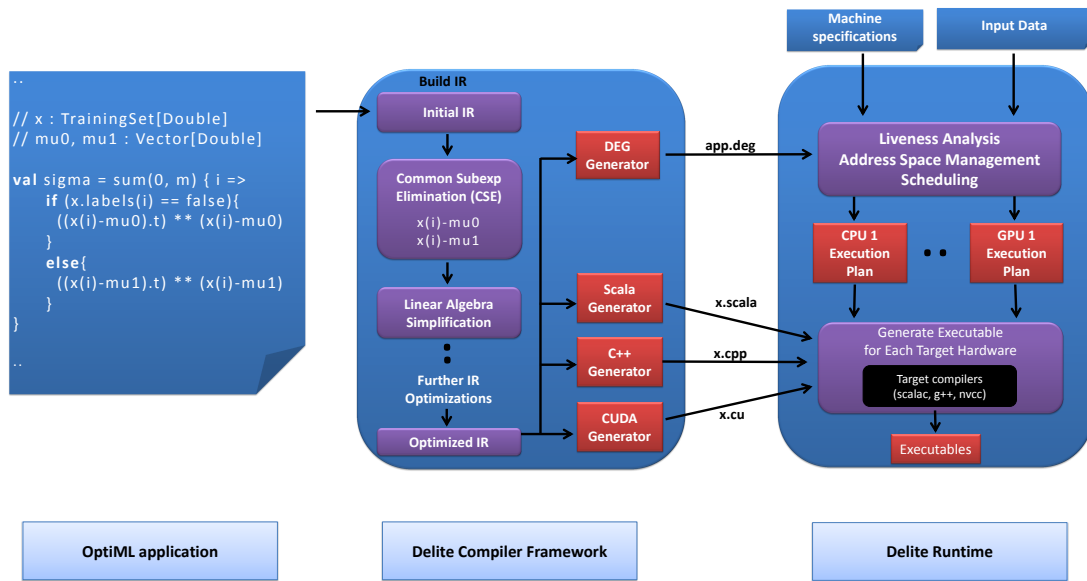 ..
// x : TrainingSet[Double]
// mu0, mu1 : Vector[Double]
val sigma = sum(0, m) { i =>
if (x.labels(i) == false){
((x(i)-mu0).t) ** (x(i)-mu0)
}
else{
((x(i)-mu1).t) ** (x(i)-mu1)
}
}
..
OptiML application
Build IR
Initial IR
Common Subexp
Elimination (CSE)
x(i)-mu0
x(i)-mu1
Linear Algebra
Simplification
Further IR
Optimizations
Optimized IR
DEG
Generator
Scala
Generator
C++
Generator
CUDA
Generator
Delite Compiler Framework
app.deg
x.scala
x.cpp
x.cu
Machine
specifications
Input Data
Liveness Analysis
Address Space Management
Scheduling
CPU 1
Execution
Plan
GPU 1
Execution
Plan
Generate Executable
for Each Target Hardware
Target compilers
(scalac, g++, nvcc)
Executables
Delite Runtime